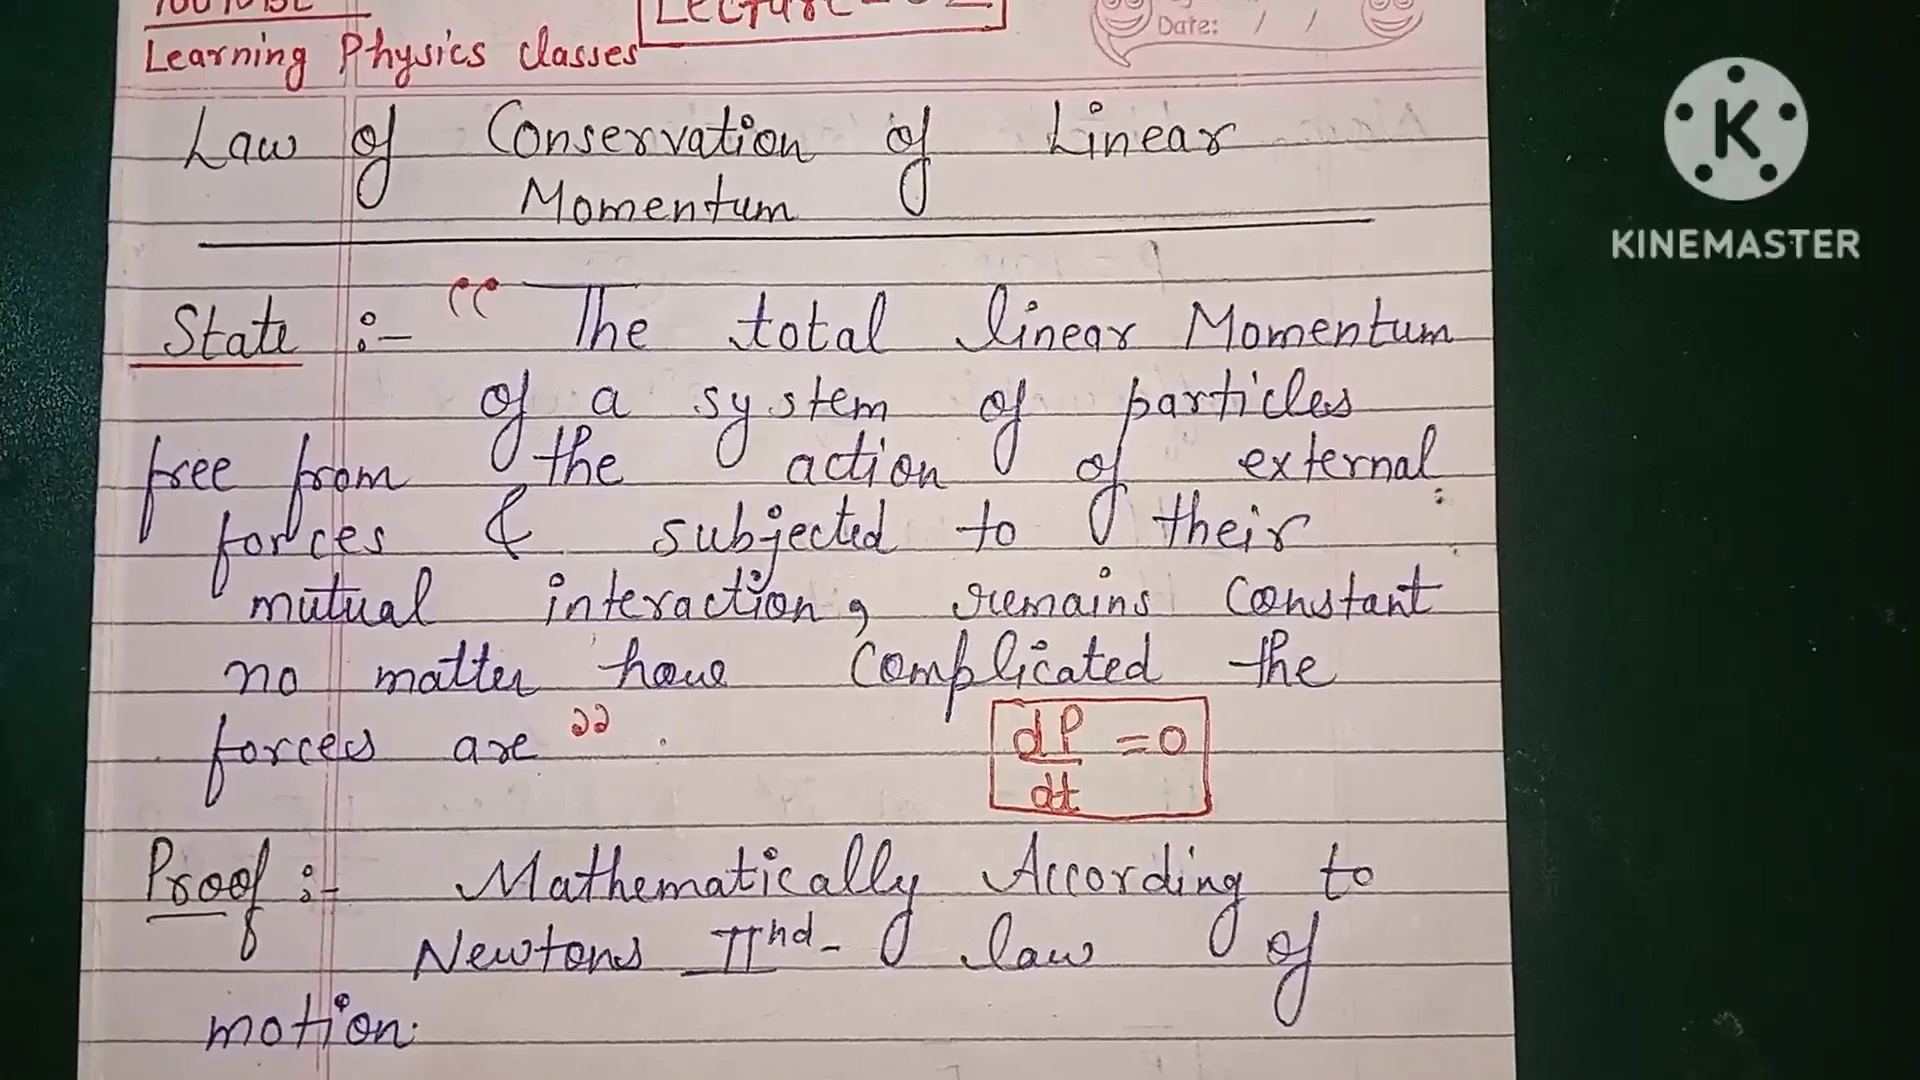 Learning Physics classes
Lecture
Date: / /
Law of Conservation of Linear
Momentum
State :- “ The total linear Momentum
of a system of particles
free from the action of external
forces & subjected to their
mutual interaction, remains constant
no matter how complicated the
forces are ” .
dP/dt = 0
Proof :- Mathematically According to
Newtons IInd - law of
motion.
K
KINEMASTER